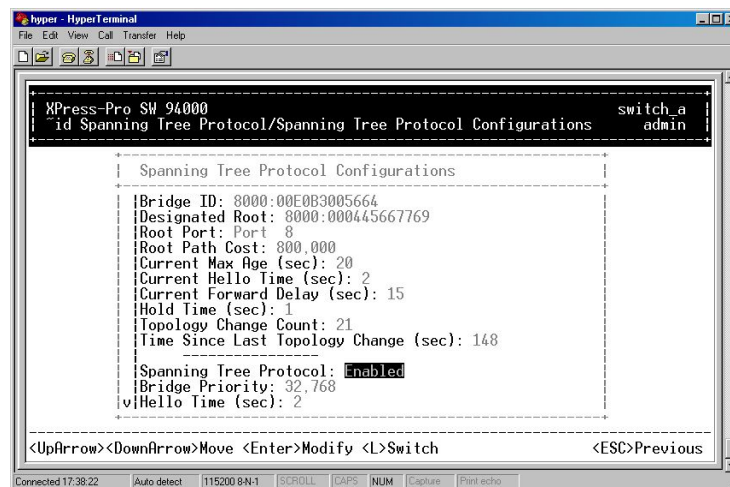 hyper - HyperTerminal
File Edit View Call Transfer Help
XPress-Pro SW 94000 switch_a
~id Spanning Tree Protocol/Spanning Tree Protocol Configurations admin
Spanning Tree Protocol Configurations
Bridge ID: 8000:00E0B3005664
Designated Root: 8000:000445667769
Root Port: Port 8
Root Path Cost: 800,000
Current Max Age (sec): 20
Current Hello Time (sec): 2
Current Forward Delay (sec): 15
Hold Time (sec): 1
Topology Change Count: 21
Time Since Last Topology Change (sec): 148
----------------
Spanning Tree Protocol: Enabled
Bridge Priority: 32,768
v|Hello Time (sec): 2
<UpArrow><DownArrow>Move <Enter>Modify <L>Switch <ESC>Previous
Connected 17:38:22 Auto detect 115200 8-N-1 SCROLL CAPS NUM Capture Print echo